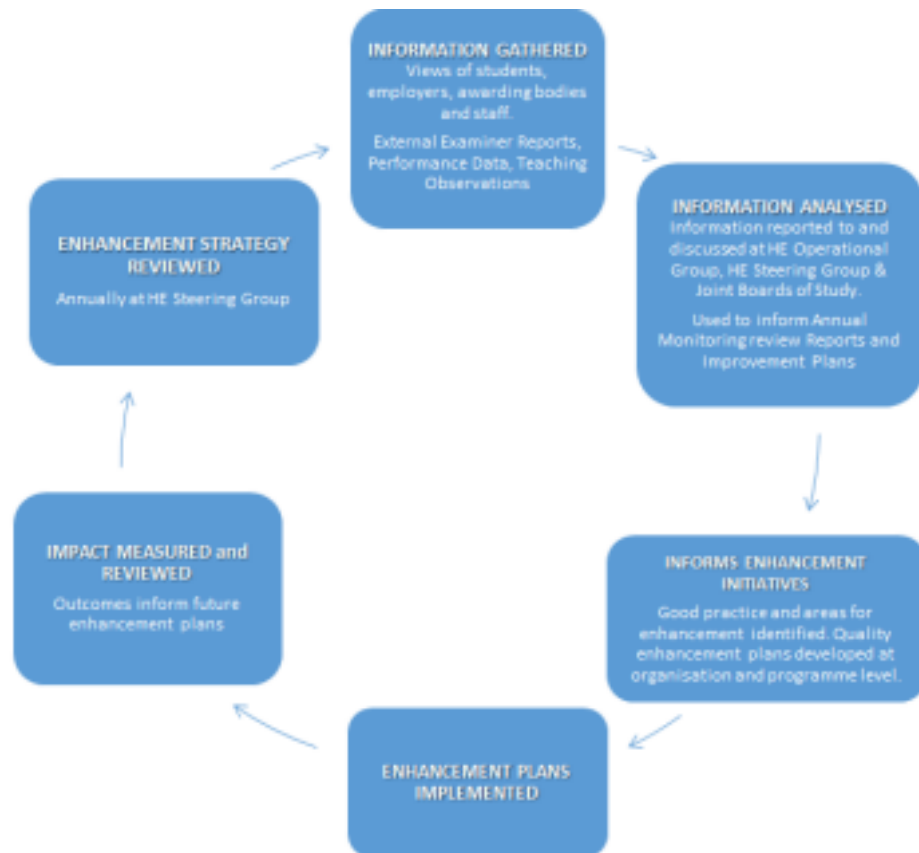 INFORMATION GATHERED
Views of students,
employers, awarding bodies
and staff.
External Examiner Reports,
Performance Data, Teaching
Observations
INFORMATION ANALYSED
Information reported to and
discussed at HE Operational
Group, HE Steering Group &
Joint Boards of Study.
Used to inform Annual
Monitoring review Reports and
Improvement Plans
INFORMS ENHANCEMENT
INITIATIVES
Good practice and areas for
enhancement identified. Quality
enhancement plans developed at
organisation and programme level.
ENHANCEMENT PLANS
IMPLEMENTED
IMPACT MEASURED and
REVIEWED
Outcomes inform future
enhancement plans
ENHANCEMENT STRATEGY
REVIEWED
Annually at HE Steering Group